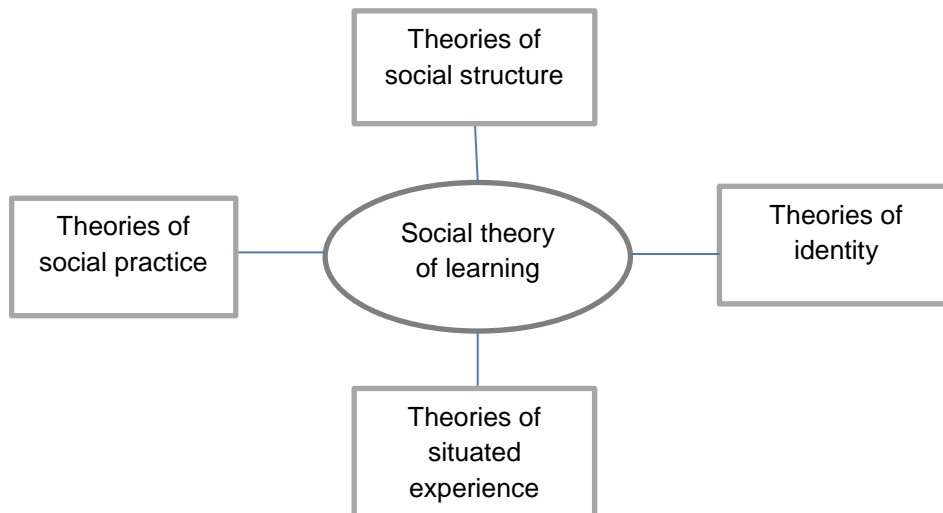 Theories of
social structure
Theories of
social practice
Social theory
of learning
Theories of
identity
Theories of
situated
experience